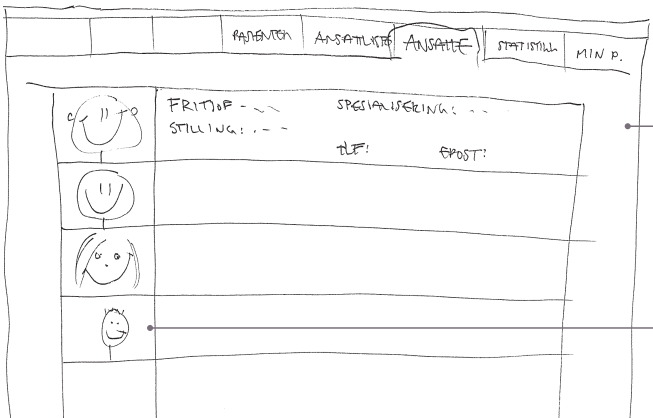 PASIENTER ANSATTLISTE ANSATTE STATISTIKK MIN P.
FRITJOF - SPESIALISERING: - -
STILLING: - - -
TLF: EPOST: